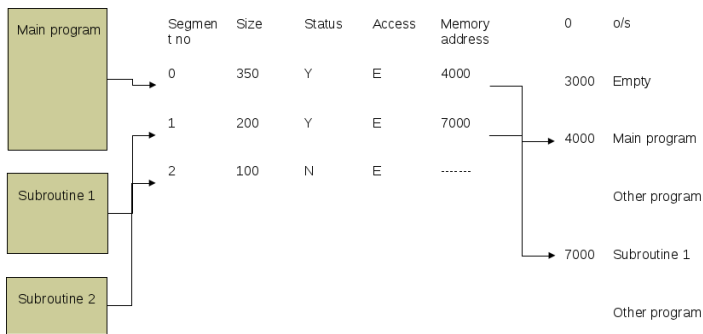 Main program
Segmen
t no
Size
Status
Access
Memory
address
0
o/s
0
350
Y
E
4000
3000
Empty
1
200
Y
E
7000
4000
Main program
2
100
N
E
-------
Subroutine 1
Other program
7000
Subroutine 1
Subroutine 2
Other program